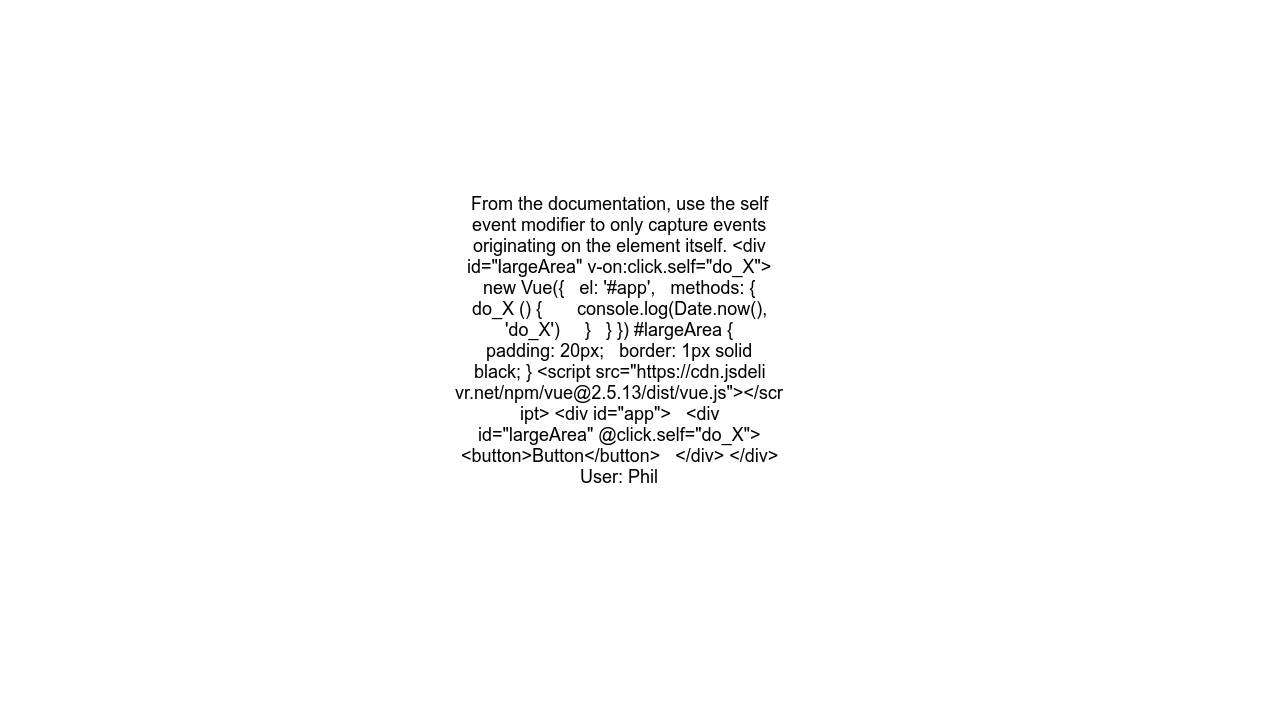 From the documentation, use the self
event modifier to only capture events
originating on the element itself. <div
id="largeArea" v-on:click.self="do_X">
new Vue({   el: '#app',   methods: {
do_X () {       console.log(Date.now(),
'do_X')     }   } }) #largeArea {
padding: 20px;   border: 1px solid
black; } <script src="https://cdn.jsdeli
vr.net/npm/vue@2.5.13/dist/vue.js"></scr
ipt> <div id="app">   <div
id="largeArea" @click.self="do_X">
<button>Button</button>   </div> </div>
User: Phil